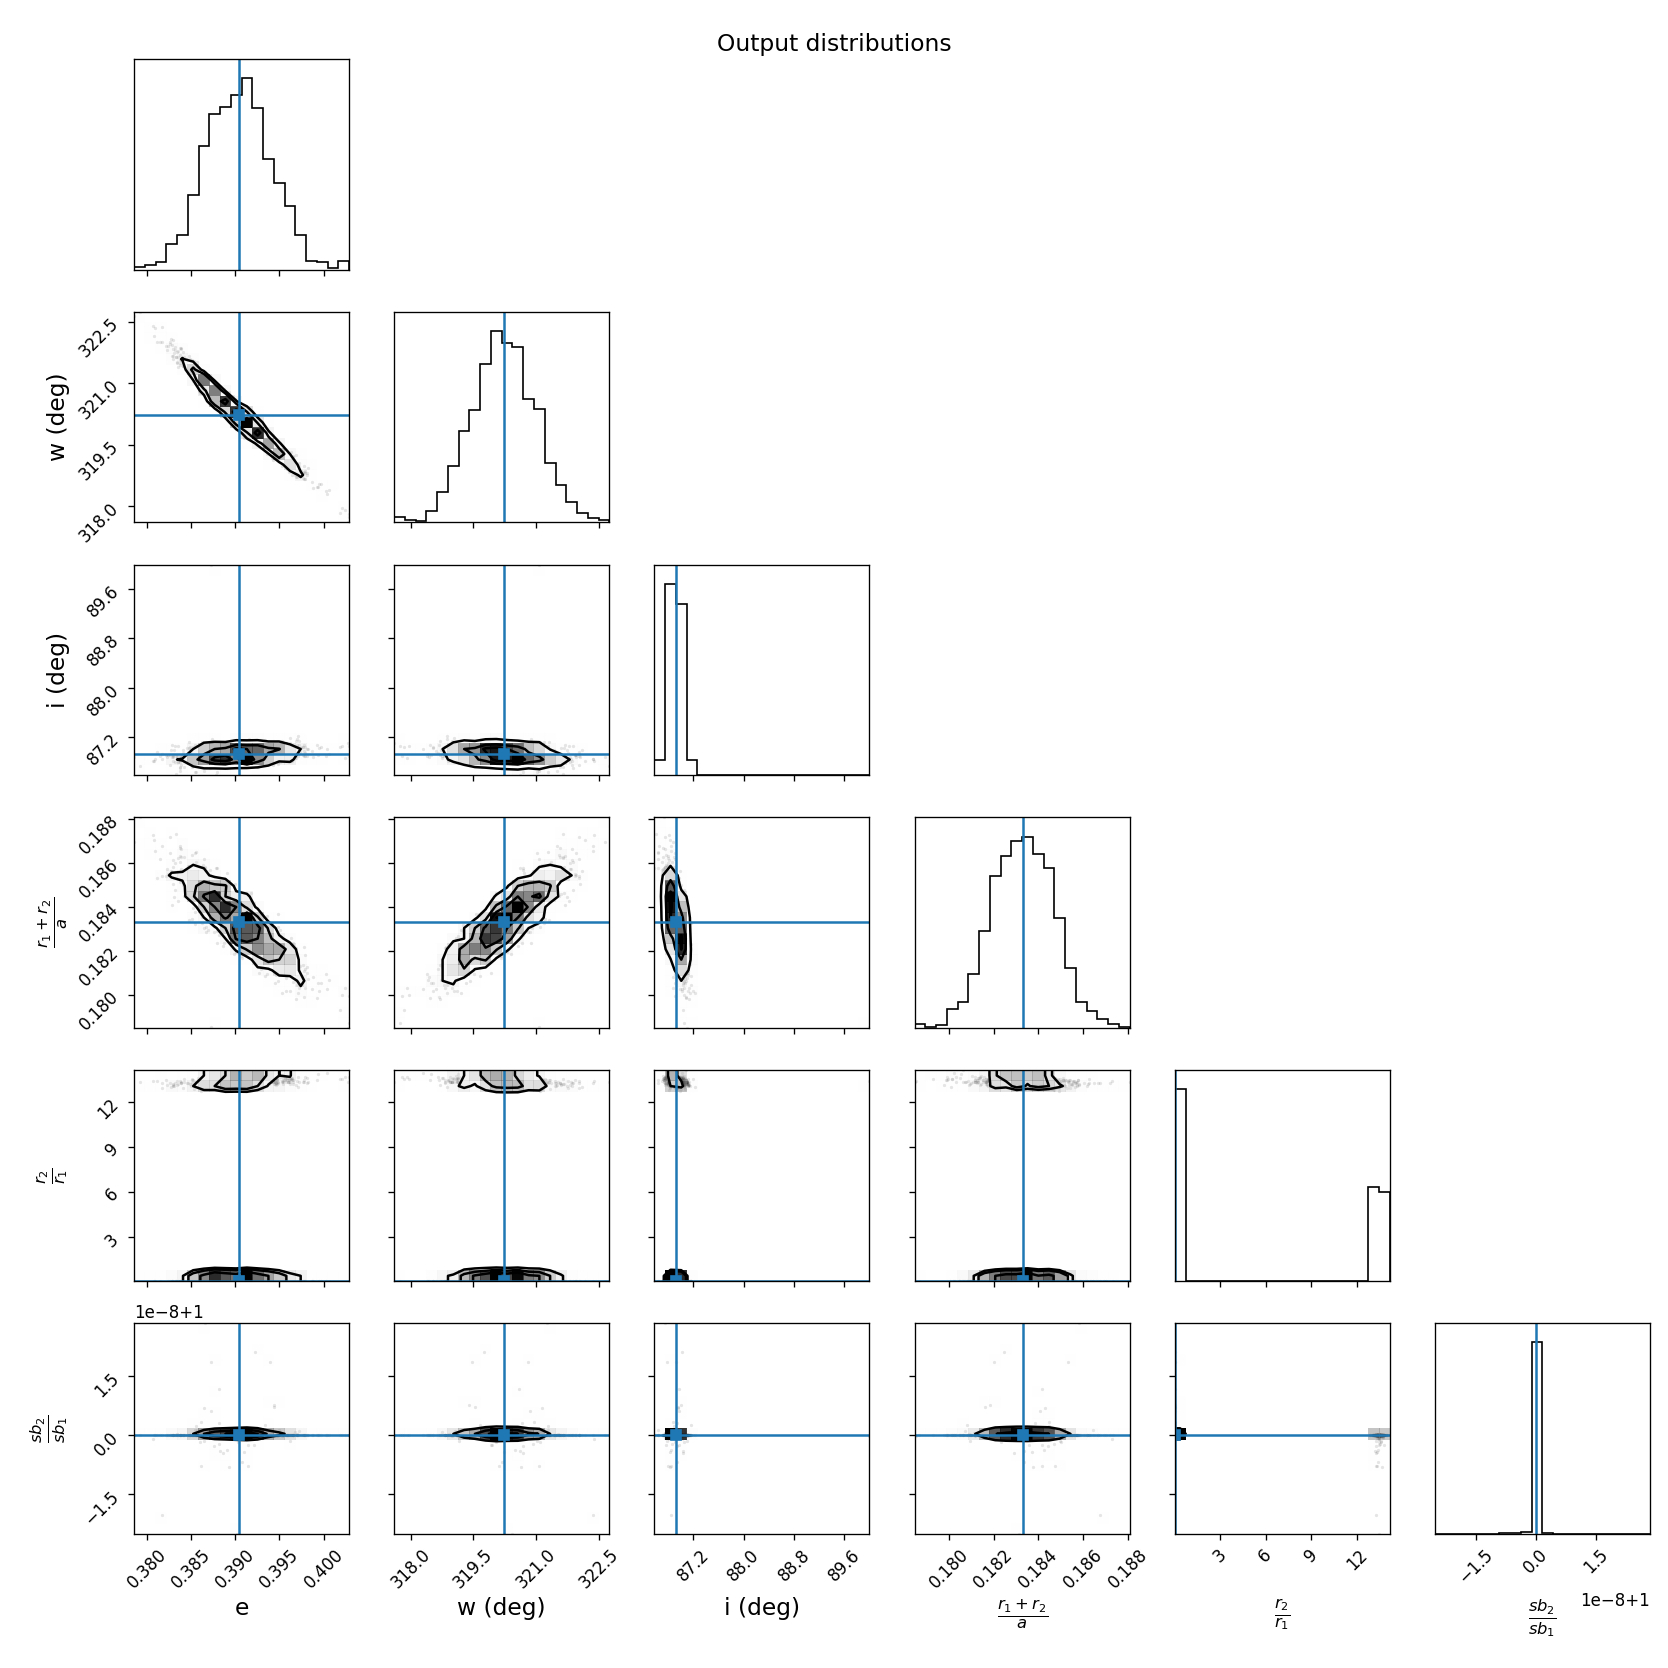 Output distributions
w (deg)
322.5
321.0
319.5
318.0
i (deg)
89.6
88.8
88.0
87.2
r1 + r2
a
0.188
0.186
0.184
0.182
0.180
r2
r1
12
9
6
3
1e−8+1
sb2
sb1
1.5
0.0
−1.5
0.380 0.385 0.390 0.395 0.400
318.0 319.5 321.0 322.5
87.2 88.0 88.8 89.6
0.180 0.182 0.184 0.186 0.188
3 6 9 12
−1.5 0.0 1.5
1e−8+1
e
w (deg)
i (deg)
r1 + r2
a
r2
r1
sb2
sb1